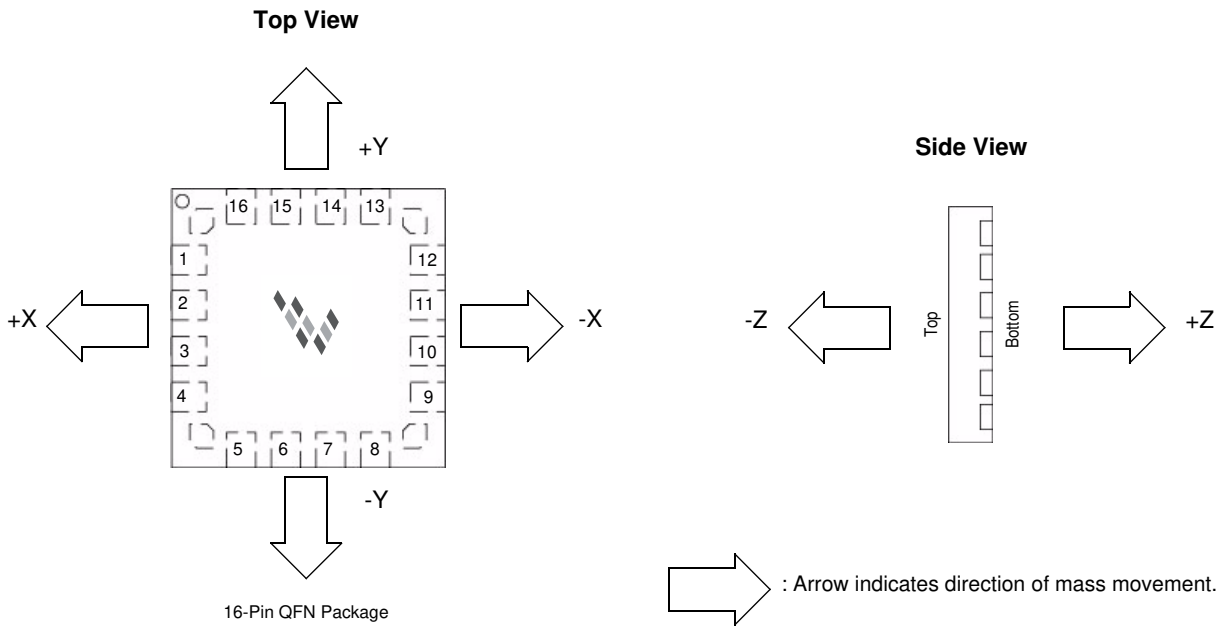 Top View
+Y
16 15 14 13
1 12
2 11
3 10
4 9
5 6 7 8
+X
-X
-Y
16-Pin QFN Package
Side View
-Z
Top
Bottom
+Z
: Arrow indicates direction of mass movement.